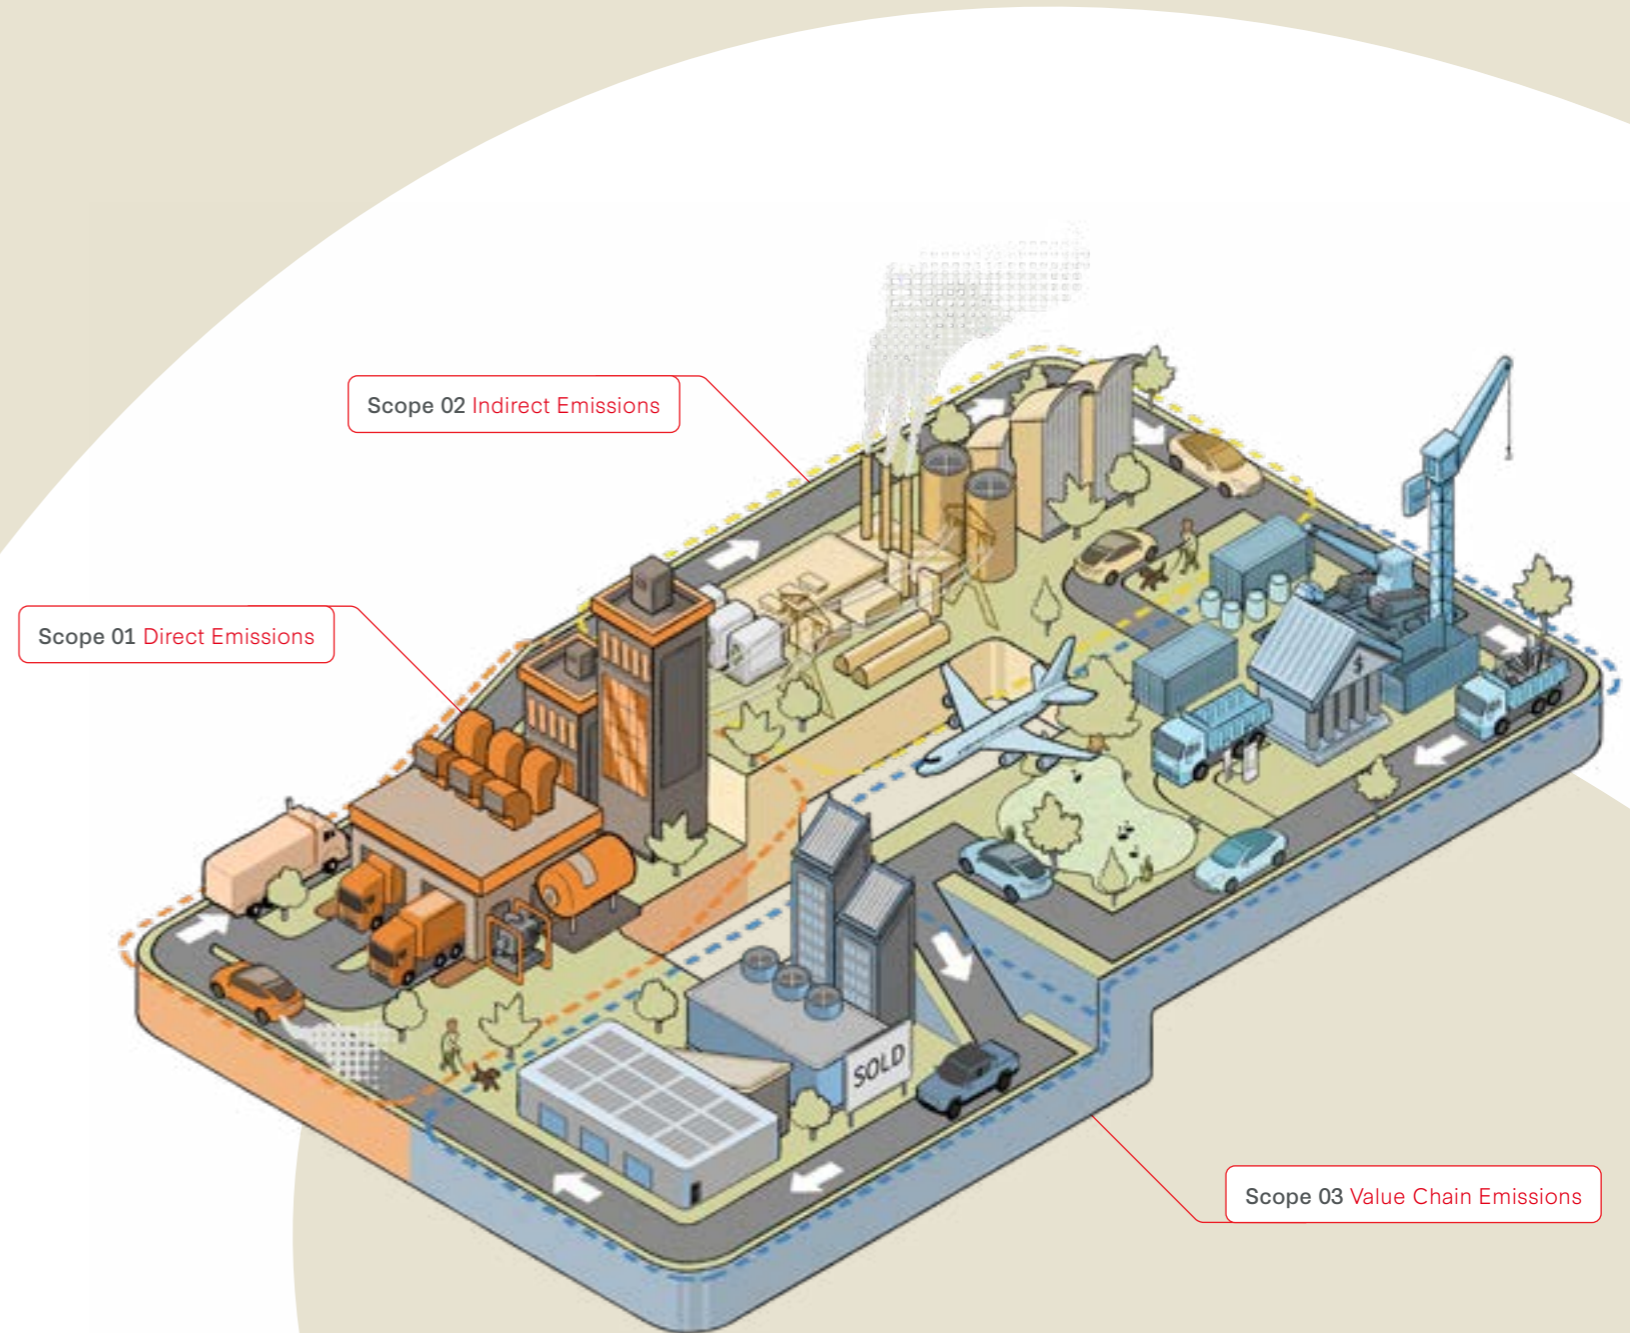 Scope 02 Indirect Emissions
Scope 01 Direct Emissions
$
SOLD
Scope 03 Value Chain Emissions